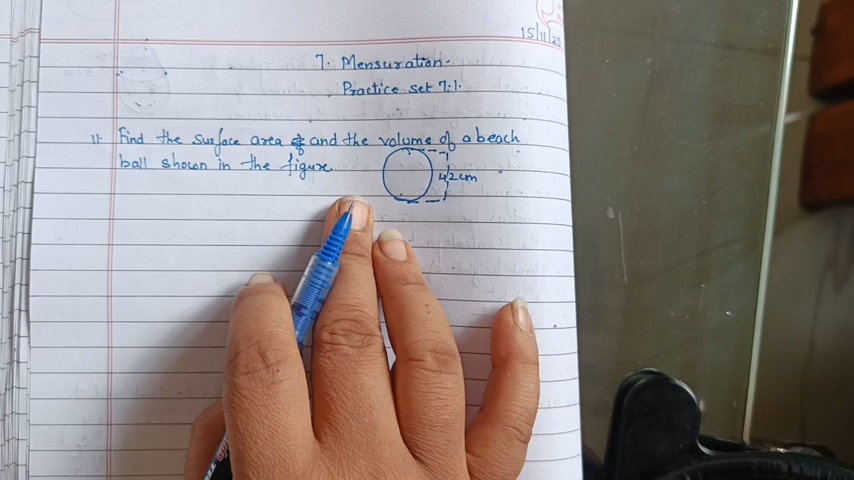 15/11/23
7. Mensuration.
Practice set 7.1.
11. Find the surface area of and the volume of a beach
ball shown in the figure.
42cm